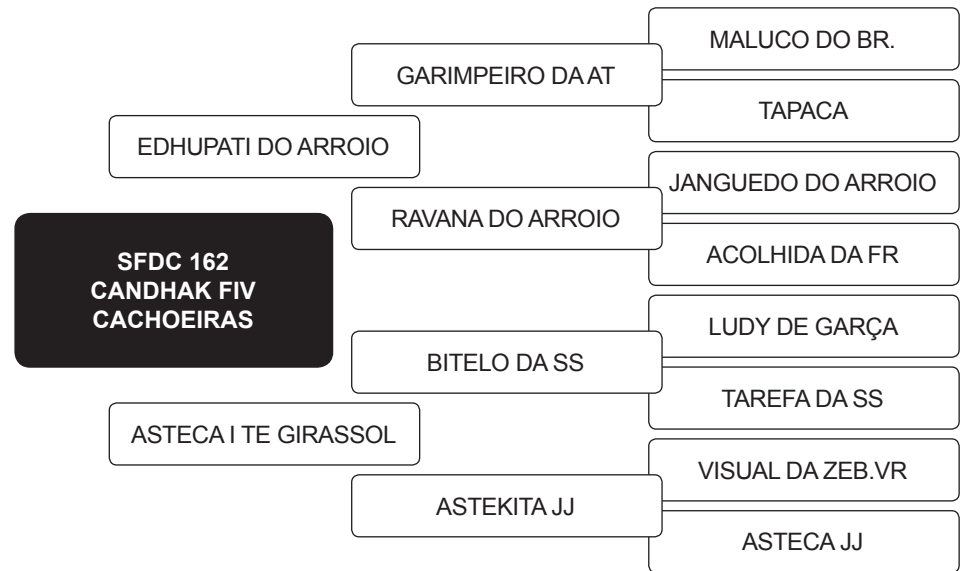 MALUCO DO BR.
GARIMPEIRO DA AT
TAPACA
EDHUPATI DO ARROIO
JANGUEDO DO ARROIO
RAVANA DO ARROIO
ACOLHIDA DA FR
SFDC 162
CANDHAK FIV
CACHOEIRAS
LUDY DE GARÇA
BITELO DA SS
TAREFA DA SS
ASTECA I TE GIRASSOL
VISUAL DA ZEB.VR
ASTEKITA JJ
ASTECA JJ